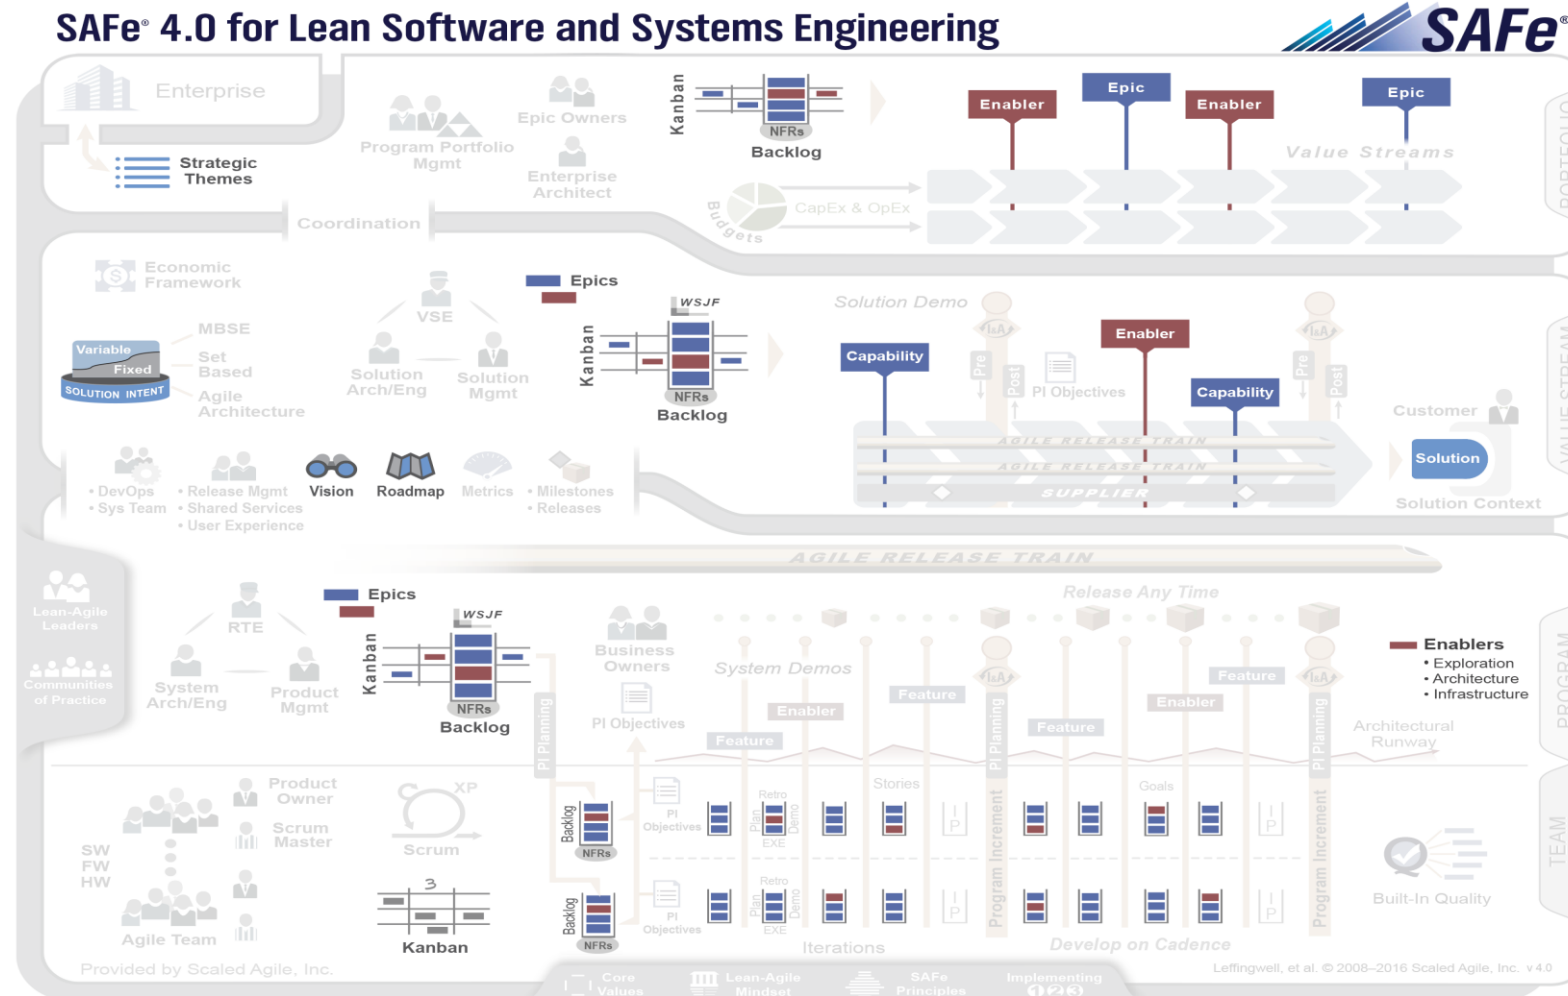 SAFe® 4.0 for Lean Software and Systems Engineering
SAFe®
Enterprise
Strategic
Themes
Program Portfolio
Mgmt
Epic Owners
Enterprise
Architect
Kanban
NFRs
Backlog
Enabler
Epic
Enabler
Epic
Value Streams
Budgets
CapEx & OpEx
PORTFOLIO
Coordination
Economic
Framework
MBSE
Set
Based
Agile
Architecture
Variable
Fixed
SOLUTION INTENT
VSE
Solution
Arch/Eng
Solution
Mgmt
Epics
WSJF
Kanban
NFRs
Backlog
Solution Demo
I&A
I&A
Pre
Post
Pre
Post
PI Objectives
Capability
Enabler
Capability
AGILE RELEASE TRAIN
AGILE RELEASE TRAIN
SUPPLIER
Customer
Solution
Solution Context
VALUE STREAM
• DevOps
• Sys Team
• Release Mgmt
• Shared Services
• User Experience
Vision
Roadmap
Metrics
• Milestones
• Releases
AGILE RELEASE TRAIN
Lean-Agile
Leaders
Communities
of Practice
RTE
System
Arch/Eng
Product
Mgmt
Epics
WSJF
Kanban
NFRs
Backlog
PI Planning
Business
Owners
PI Objectives
Release Any Time
System Demos
Feature
Enabler
Feature
I&A
PI Planning
Feature
Enabler
Feature
I&A
PI Planning
Enablers
• Exploration
• Architecture
• Infrastructure
Architectural
Runway
PROGRAM
SW
FW
HW
Agile Team
Product
Owner
Scrum
Master
XP
Scrum
3
Kanban
Backlog
NFRs
Backlog
NFRs
PI
Objectives
PI
Objectives
Retro
Plan
Demo
EXE
Retro
Plan
Demo
EXE
Stories
IP
IP
Goals
IP
IP
Program Increment
Program Increment
Iterations
Develop on Cadence
Built-In Quality
TEAM
Provided by Scaled Agile, Inc.
Leffingwell, et al. © 2008–2016 Scaled Agile, Inc. v 4.0
Core
Values
Lean-Agile
Mindset
SAFe
Principles
Implementing
123